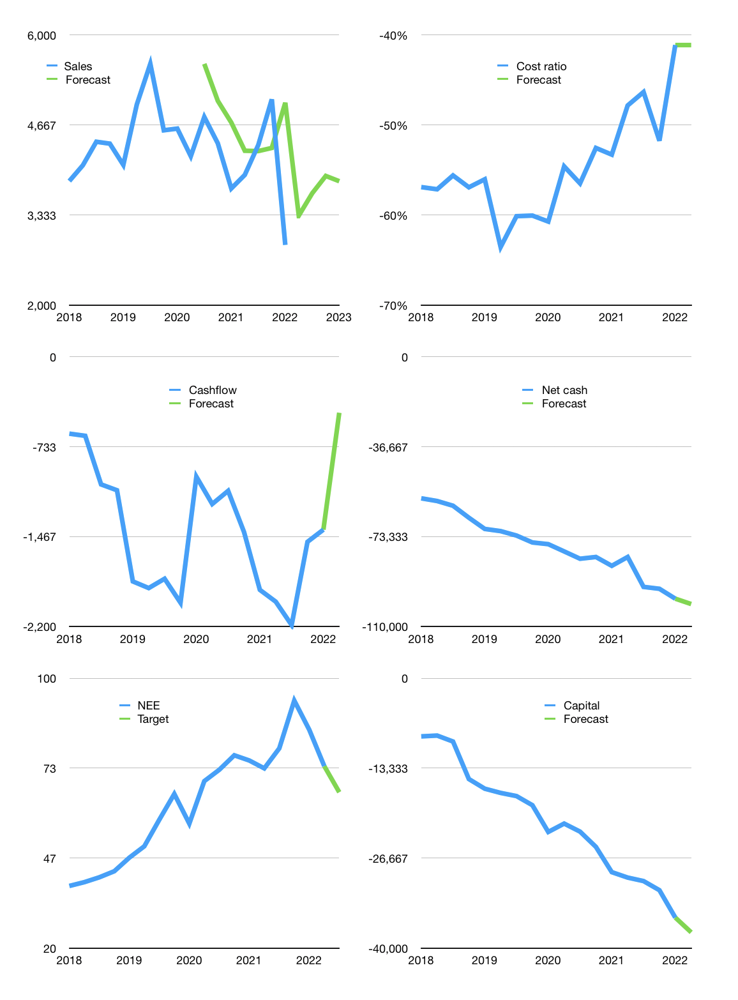 6,000
Sales
Forecast
4,667
3,333
2,000
2018 2019 2020 2021 2022 2023
-40%
Cost ratio
Forecast
-50%
-60%
-70%
2018 2019 2020 2021 2022
0
Cashflow
Forecast
-733
-1,467
-2,200
2018 2019 2020 2021 2022
0
Net cash
Forecast
-36,667
-73,333
-110,000
2018 2019 2020 2021 2022
100
NEE
Target
73
47
20
2018 2019 2020 2021 2022
0
Capital
Forecast
-13,333
-26,667
-40,000
2018 2019 2020 2021 2022